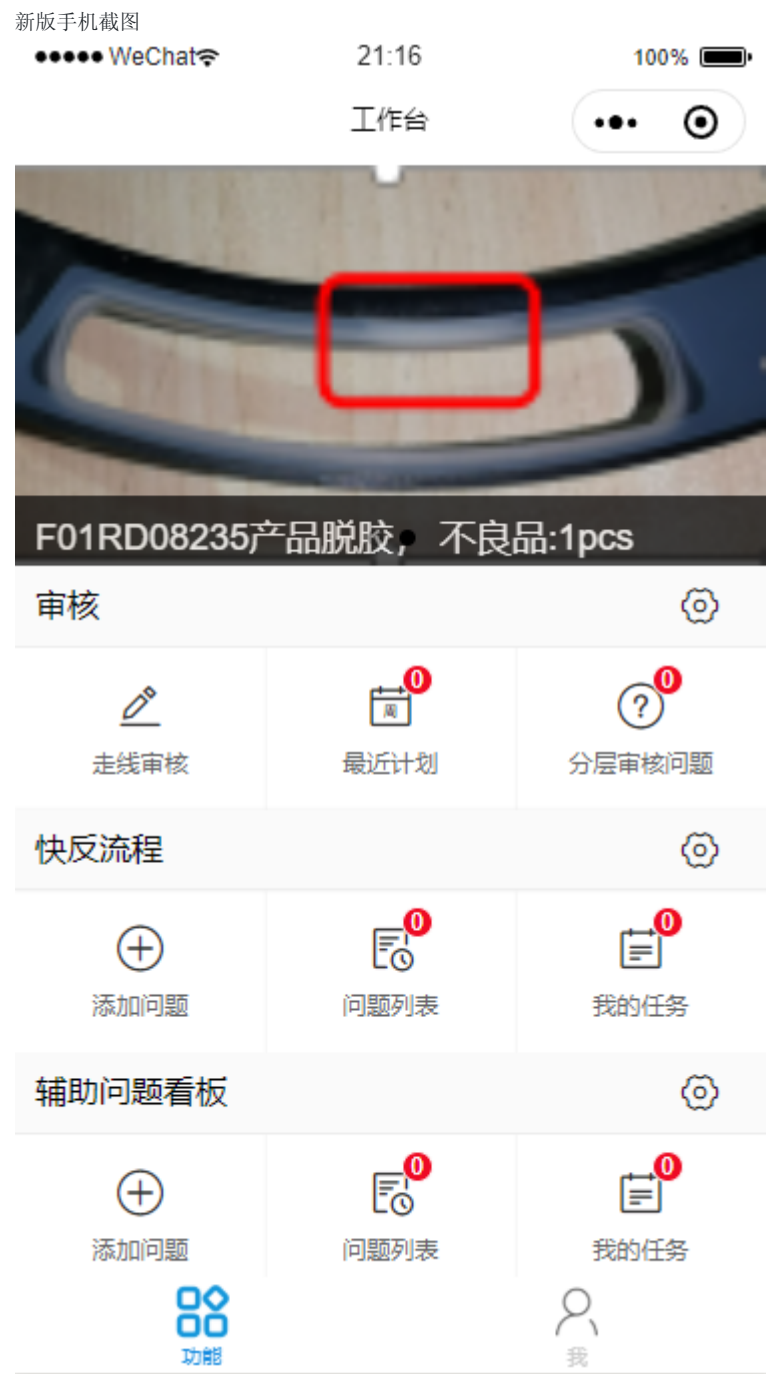 新版手机截图
●●●●● WeChat 21:16 100%
工作台
F01RD08235产品脱胶， 不良品:1pcs
审核
0 0
周 ?
走线审核 最近计划 分层审核问题
快反流程
0 0
添加问题 问题列表 我的任务
辅助问题看板
0 0
添加问题 问题列表 我的任务
功能 我